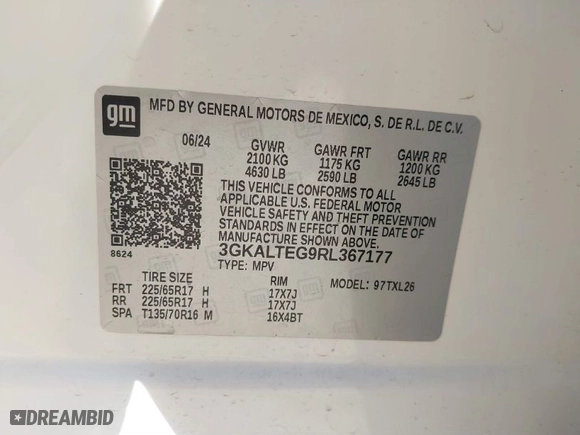 gm MFD BY GENERAL MOTORS DE MEXICO, S. DE R.L. DE C.V.
06/24 GVWR GAWR FRT GAWR RR
2100 KG 1175 KG 1200 KG
4630 LB 2590 LB 2645 LB
THIS VEHICLE CONFORMS TO ALL
APPLICABLE U.S. FEDERAL MOTOR
VEHICLE SAFETY AND THEFT PREVENTION
STANDARDS IN EFFECT ON THE DATE OF
MANUFACTURE SHOWN ABOVE.
8624 3GKALTEG9RL367177
TYPE: MPV
TIRE SIZE RIM MODEL: 97TXL26
FRT 225/65R17 H 17X7J
RR 225/65R17 H 17X7J
SPA T135/70R16 M 16X4BT
DREAMBID